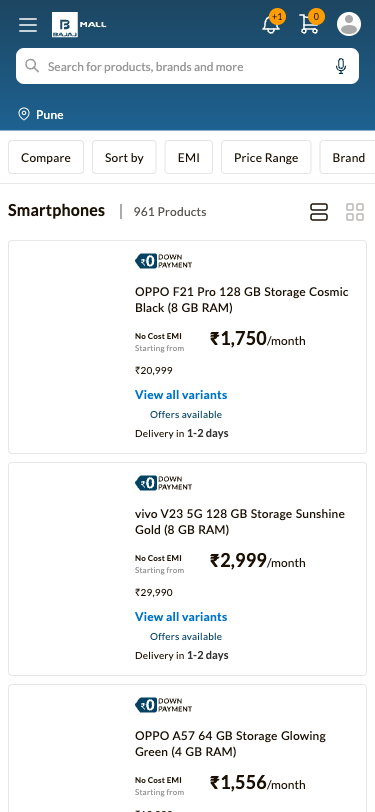 B
BAJAJ
MALL
+1
0
Search for products, brands and more
Pune
Compare
Sort by
EMI
Price Range
Brand
Smartphones | 961 Products
₹0 DOWN
PAYMENT
OPPO F21 Pro 128 GB Storage Cosmic
Black (8 GB RAM)
No Cost EMI
Starting from
₹1,750/month
₹20,999
View all variants
Offers available
Delivery in 1-2 days
₹0 DOWN
PAYMENT
vivo V23 5G 128 GB Storage Sunshine
Gold (8 GB RAM)
No Cost EMI
Starting from
₹2,999/month
₹29,990
View all variants
Offers available
Delivery in 1-2 days
₹0 DOWN
PAYMENT
OPPO A57 64 GB Storage Glowing
Green (4 GB RAM)
No Cost EMI
Starting from
₹1,556/month